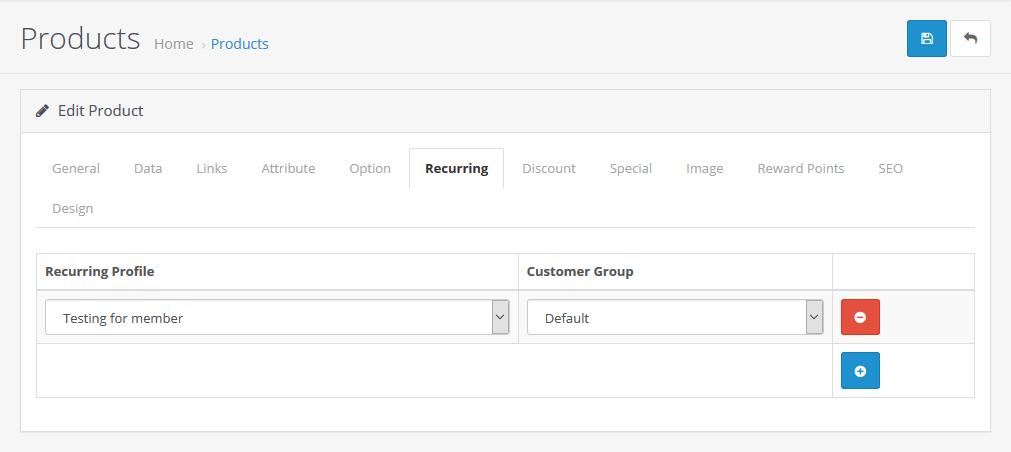 Products Home › Products
Edit Product
General Data Links Attribute Option Recurring Discount Special Image Reward Points SEO
Design
Recurring Profile Customer Group
Testing for member Default